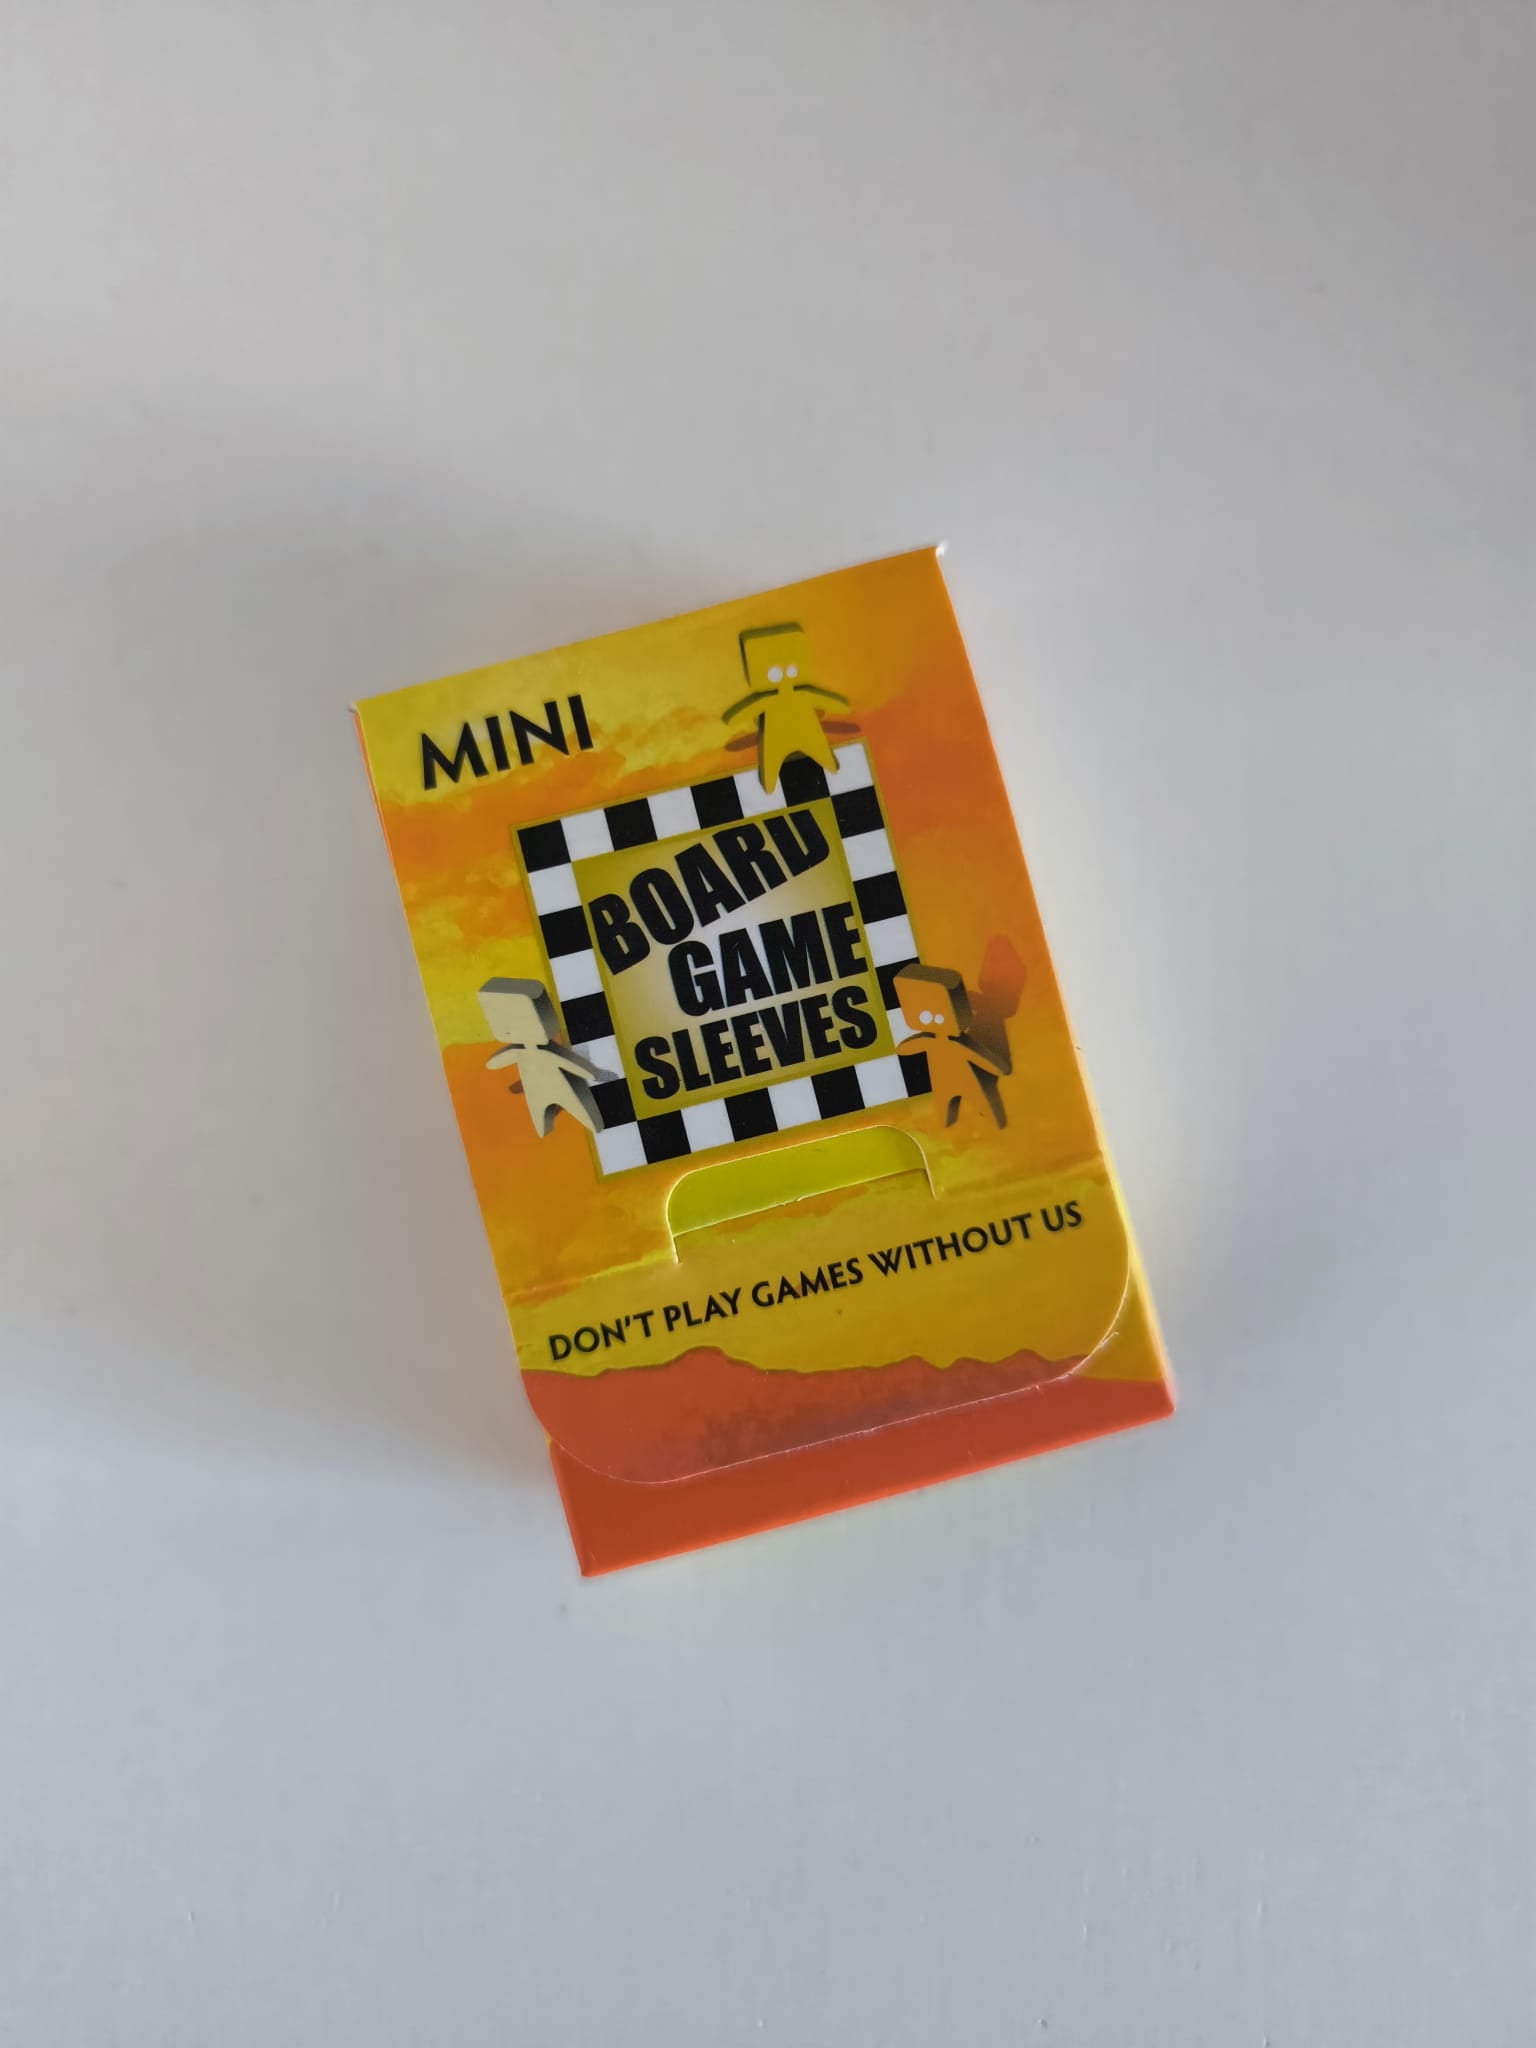 MINI
BOARD
GAME
SLEEVES
DON'T PLAY GAMES WITHOUT US